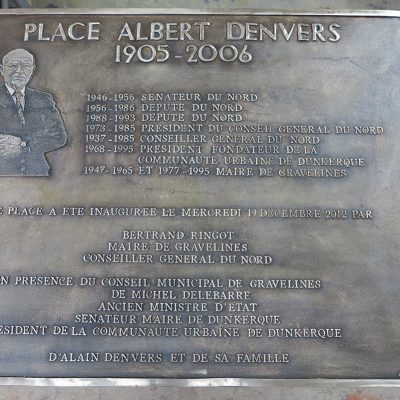 PLACE ALBERT DENVERS
1905-2006
1946-1956 SENATEUR DU NORD
1956-1986 DEPUTE DU NORD
1988-1993 DEPUTE DU NORD
1973-1985 PRESIDENT DU CONSEIL GENERAL DU NORD
1937-1985 CONSEILLER GENERAL DU NORD
1968-1995 PRESIDENT FONDATEUR DE LA
COMMUNAUTE URBAINE DE DUNKERQUE
1947-1965 ET 1977-1995 MAIRE DE GRAVELINES
PLACE A ETE INAUGUREE LE MERCREDI 19 DECEMBRE 2012 PAR
BERTRAND RINGOT
MAIRE DE GRAVELINES
CONSEILLER GENERAL DU NORD
N PRESENCE DU CONSEIL MUNICIPAL DE GRAVELINES
DE MICHEL DELEBARRE
ANCIEN MINISTRE D'ETAT
SENATEUR MAIRE DE DUNKERQUE
RESIDENT DE LA COMMUNAUTE URBAINE DE DUNKERQUE
D'ALAIN DENVERS ET DE SA FAMILLE